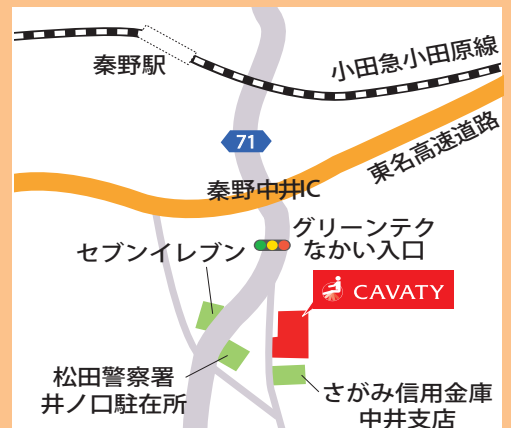 秦野駅
小田急小田原線
71
東名高速道路
秦野中井IC
グリーンテク
なかい入口
セブンイレブン
CAVATY
松田警察署
井ノ口駐在所
さがみ信用金庫
中井支店